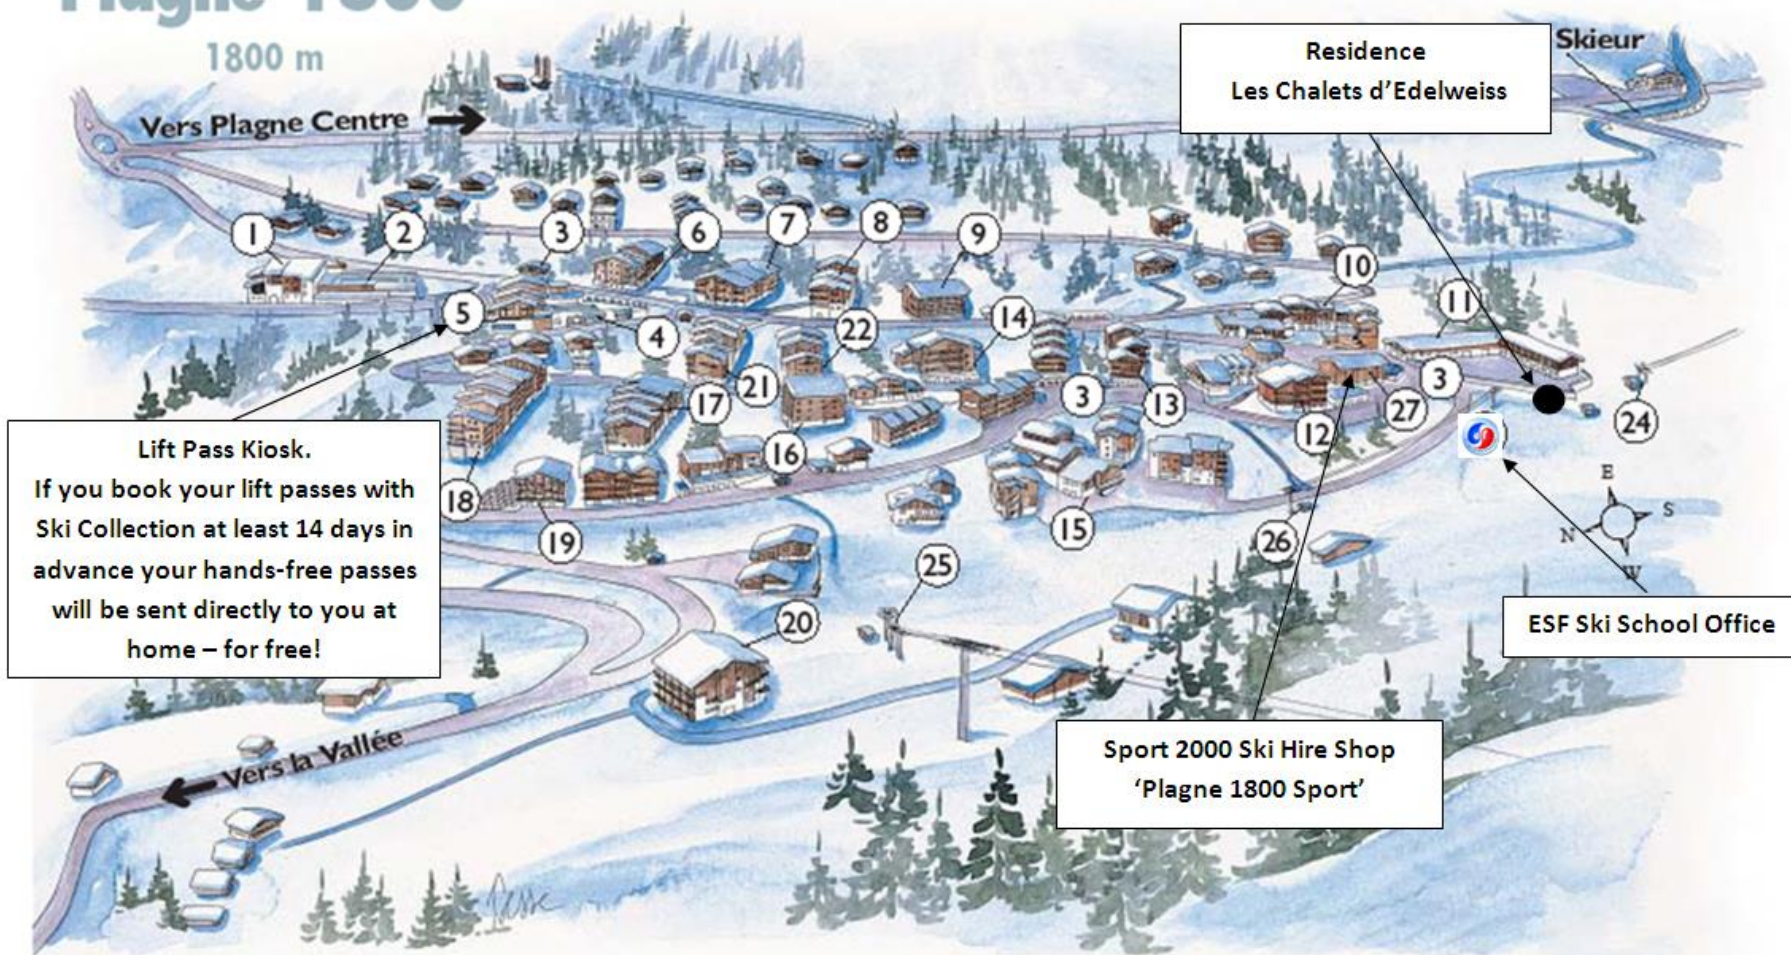 Plagne 1800
1800 m
Skieur
Residence
Les Chalets d’Edelweiss
Vers Plagne Centre
1
2
3
6
7
8
9
10
11
5
4
22
14
21
17
3
13
3
27
24
12
16
18
19
15
26
25
20
Lift Pass Kiosk.
If you book your lift passes with
Ski Collection at least 14 days in
advance your hands-free passes
will be sent directly to you at
home – for free!
E
S
N
W
ESF Ski School Office
Sport 2000 Ski Hire Shop
‘Plagne 1800 Sport’
Vers la Vallée